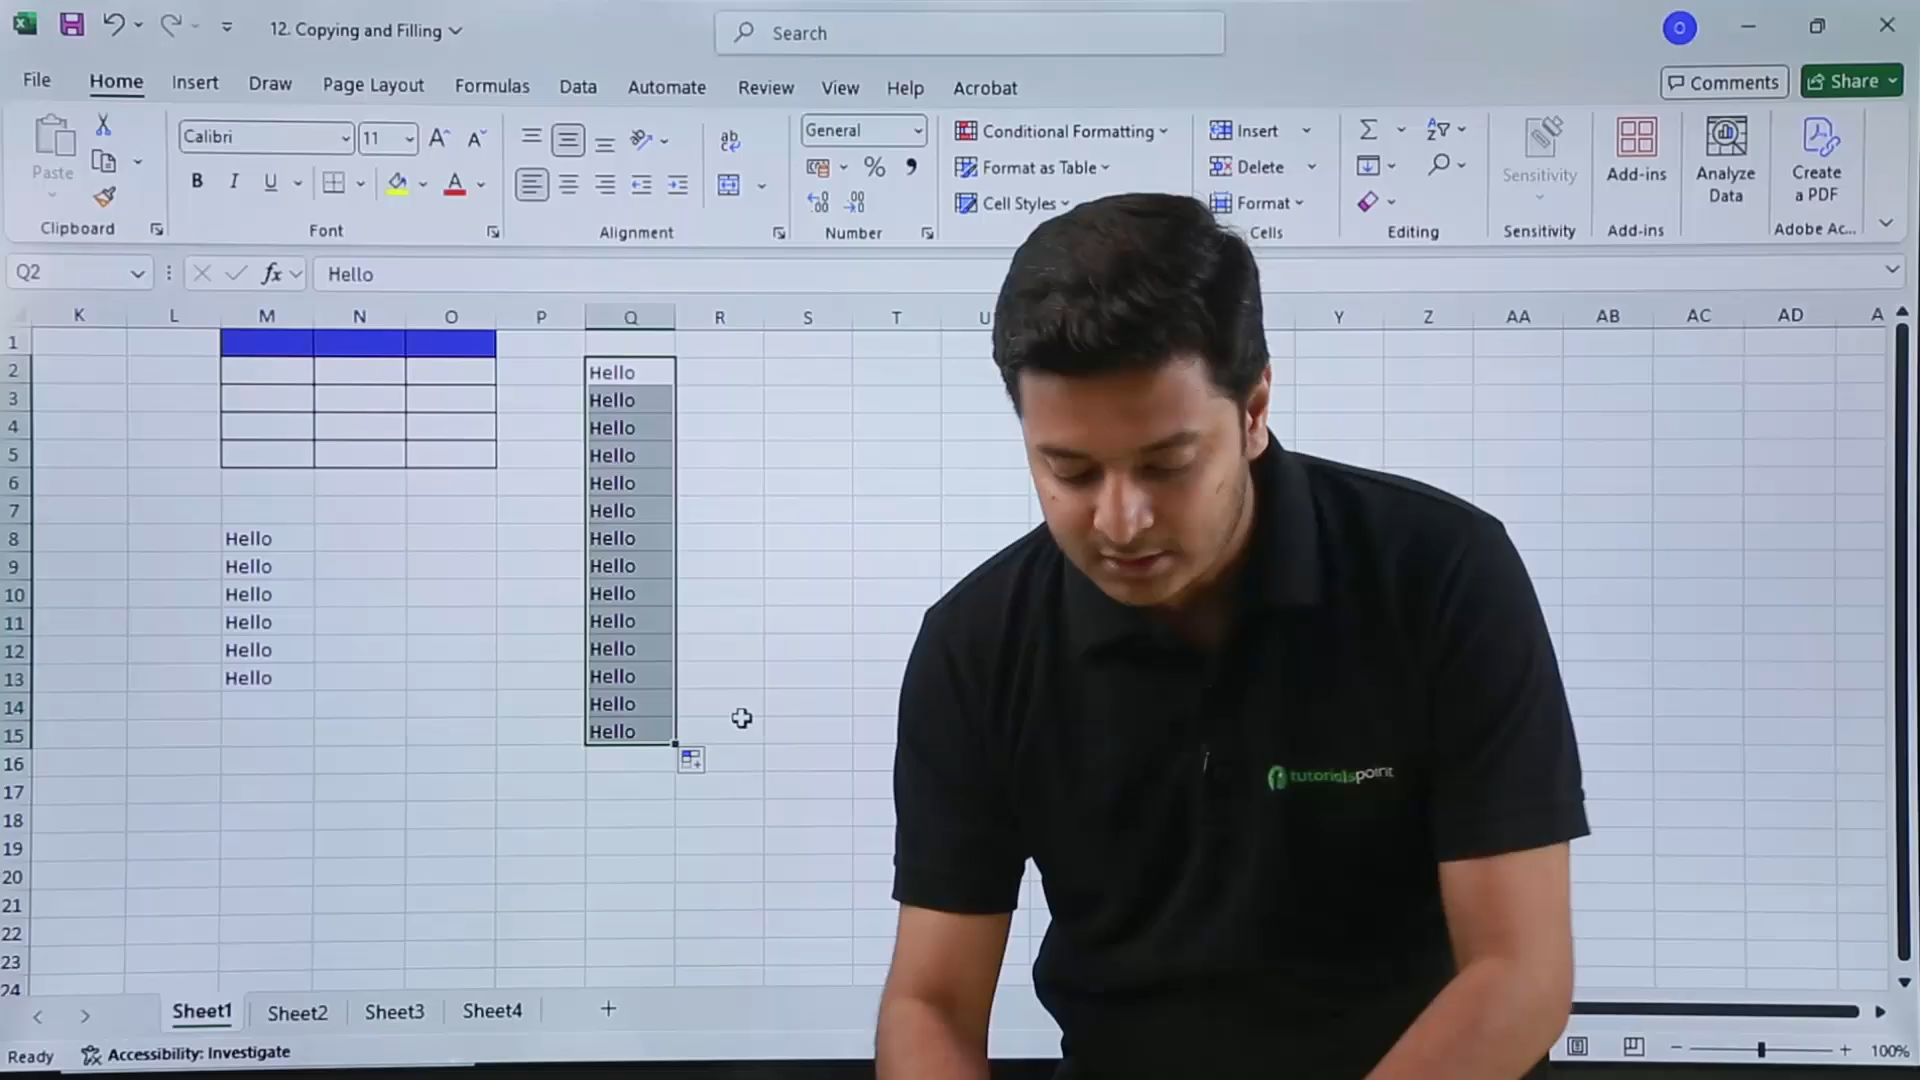 12. Copying and Filling
Search
O
File Home Insert Draw Page Layout Formulas Data Automate Review View Help Acrobat
Comments Share
Paste
Clipboard
Calibri 11
B I U
Font
ab
Alignment
General
%
Number
Conditional Formatting
Format as Table
Cell Styles
Insert
Delete
Format
Cells
Editing
Sensitivity
Sensitivity
Add-ins
Add-ins
Analyze
Data
Create
a PDF
Adobe Ac...
Q2 fx Hello
K L M N O P Q R S T U Y Z AA AB AC AD A
1
2 Hello
3 Hello
4 Hello
5 Hello
6 Hello
7 Hello
8 Hello Hello
9 Hello Hello
10 Hello Hello
11 Hello Hello
12 Hello Hello
13 Hello Hello
14 Hello
15 Hello
16
17
18
19
20
21
22
23
24
tutorialspoint
Sheet1 Sheet2 Sheet3 Sheet4
Ready Accessibility: Investigate 100%